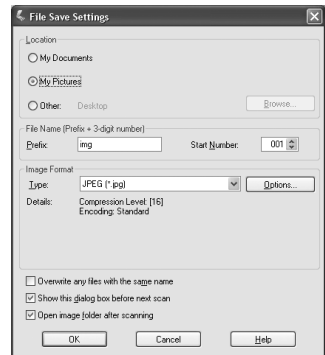 File Save Settings
Location
My Documents
My Pictures
Other: Desktop Browse...
File Name (Prefix + 3-digit number)
Prefix: img Start Number: 001
Image Format
Type: JPEG (*.jpg) Options...
Details: Compression Level: [16]
Encoding: Standard
Overwrite any files with the same name
Show this dialog box before next scan
Open image folder after scanning
OK Cancel Help